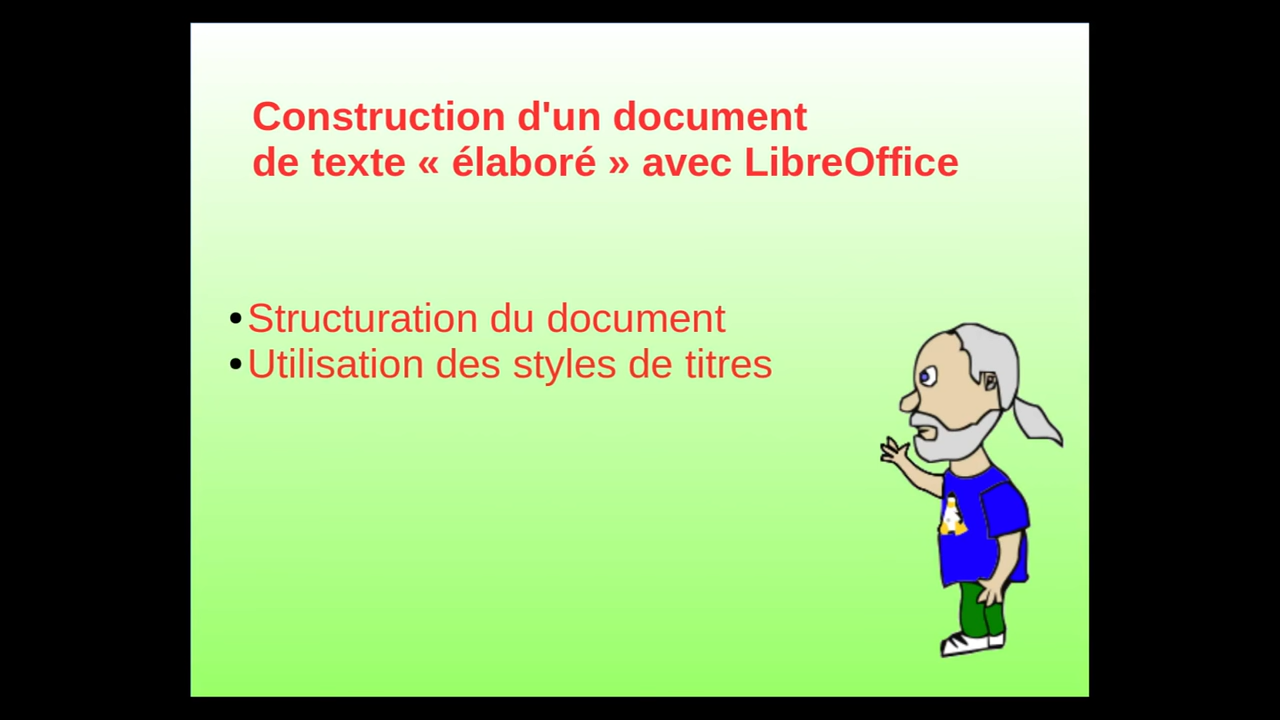 Construction d'un document
de texte « élaboré » avec LibreOffice
•Structuration du document
•Utilisation des styles de titres